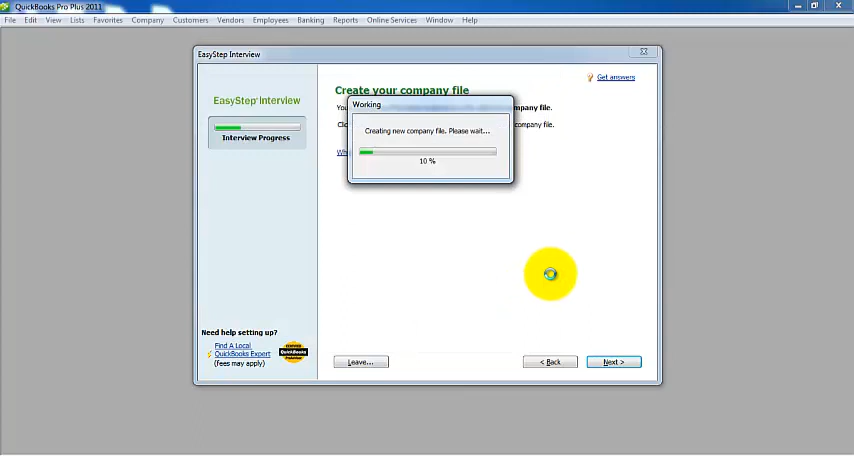 QuickBooks Pro Plus 2011
File Edit View Lists Favorites Company Customers Vendors Employees Banking Reports Online Services Window Help
EasyStep Interview
Get answers
EasyStep Interview
Interview Progress
Create your company file
company file.
company file.
Working
Creating new company file. Please wait...
10 %
Need help setting up?
Find A Local
QuickBooks Expert
(fees may apply)
CERTIFIED
QuickBooks
ProAdvisor
Leave...
< Back
Next >